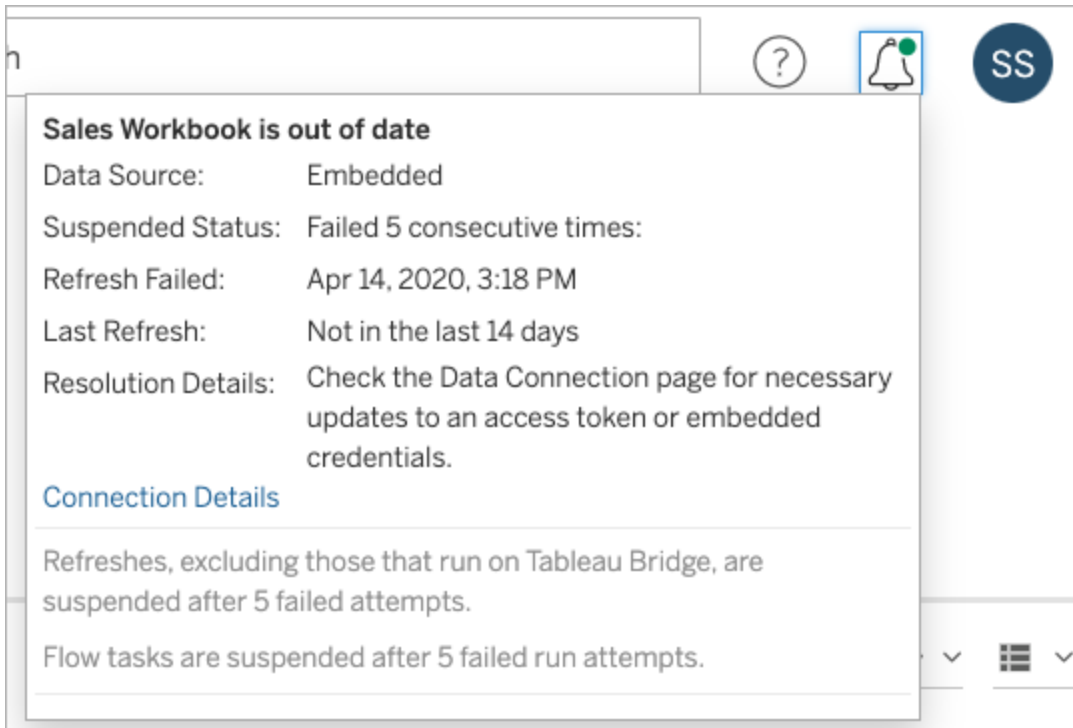 h
?
SS
Sales Workbook is out of date
Data Source: Embedded
Suspended Status: Failed 5 consecutive times:
Refresh Failed: Apr 14, 2020, 3:18 PM
Last Refresh: Not in the last 14 days
Resolution Details: Check the Data Connection page for necessary
updates to an access token or embedded
credentials.
Connection Details
Refreshes, excluding those that run on Tableau Bridge, are
suspended after 5 failed attempts.
Flow tasks are suspended after 5 failed run attempts.